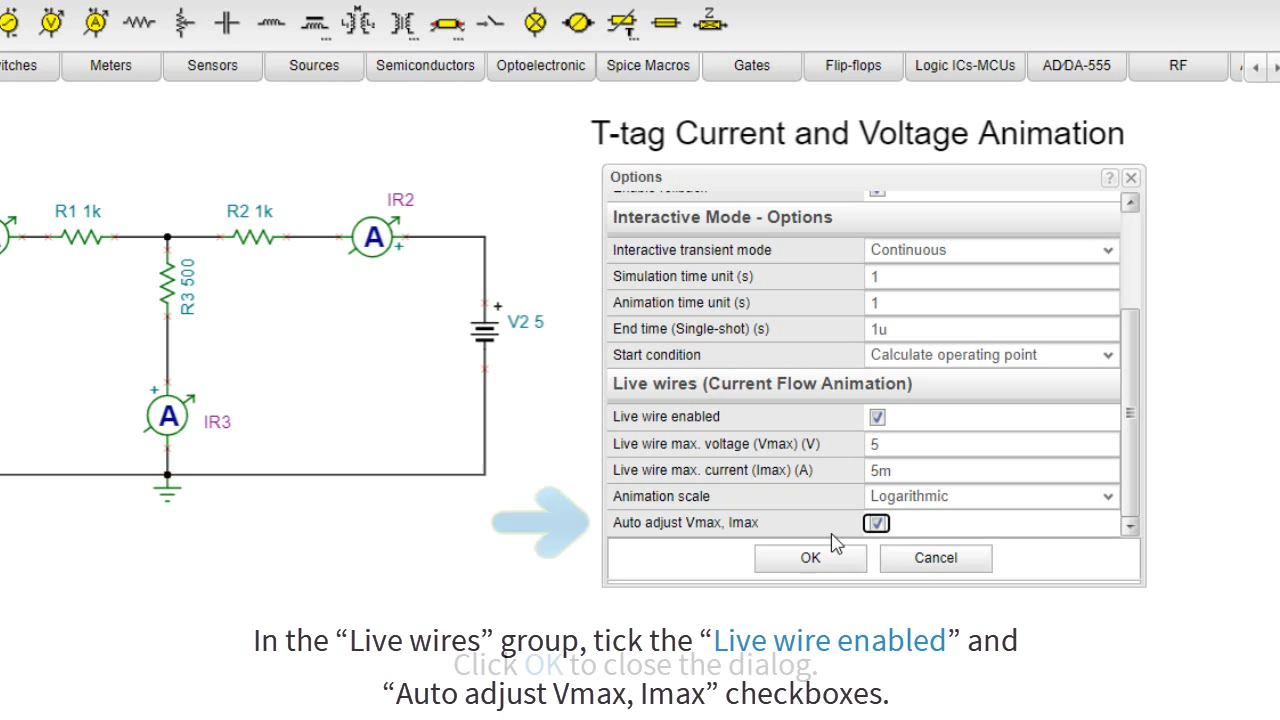 M
T
Z
Meters
Sensors
Sources
Semiconductors
Optoelectronic
Spice Macros
Gates
Flip-flops
Logic ICs-MCUs
AD/DA-555
RF
T-tag Current and Voltage Animation
Options
Interactive Mode - Options
Interactive transient mode
Continuous
Simulation time unit (s)
1
Animation time unit (s)
1
End time (Single-shot) (s)
1u
Start condition
Calculate operating point
Live wires (Current Flow Animation)
Live wire enabled
Live wire max. voltage (Vmax) (V)
5
Live wire max. current (Imax) (A)
5m
Animation scale
Logarithmic
Auto adjust Vmax, Imax
OK
Cancel
R1 1k
R2 1k
IR2
A
+
R3 500
+
V2 5
+
A
IR3
In the “Live wires” group, tick the “Live wire enabled” and
Click OK to close the dialog.
“Auto adjust Vmax, Imax” checkboxes.